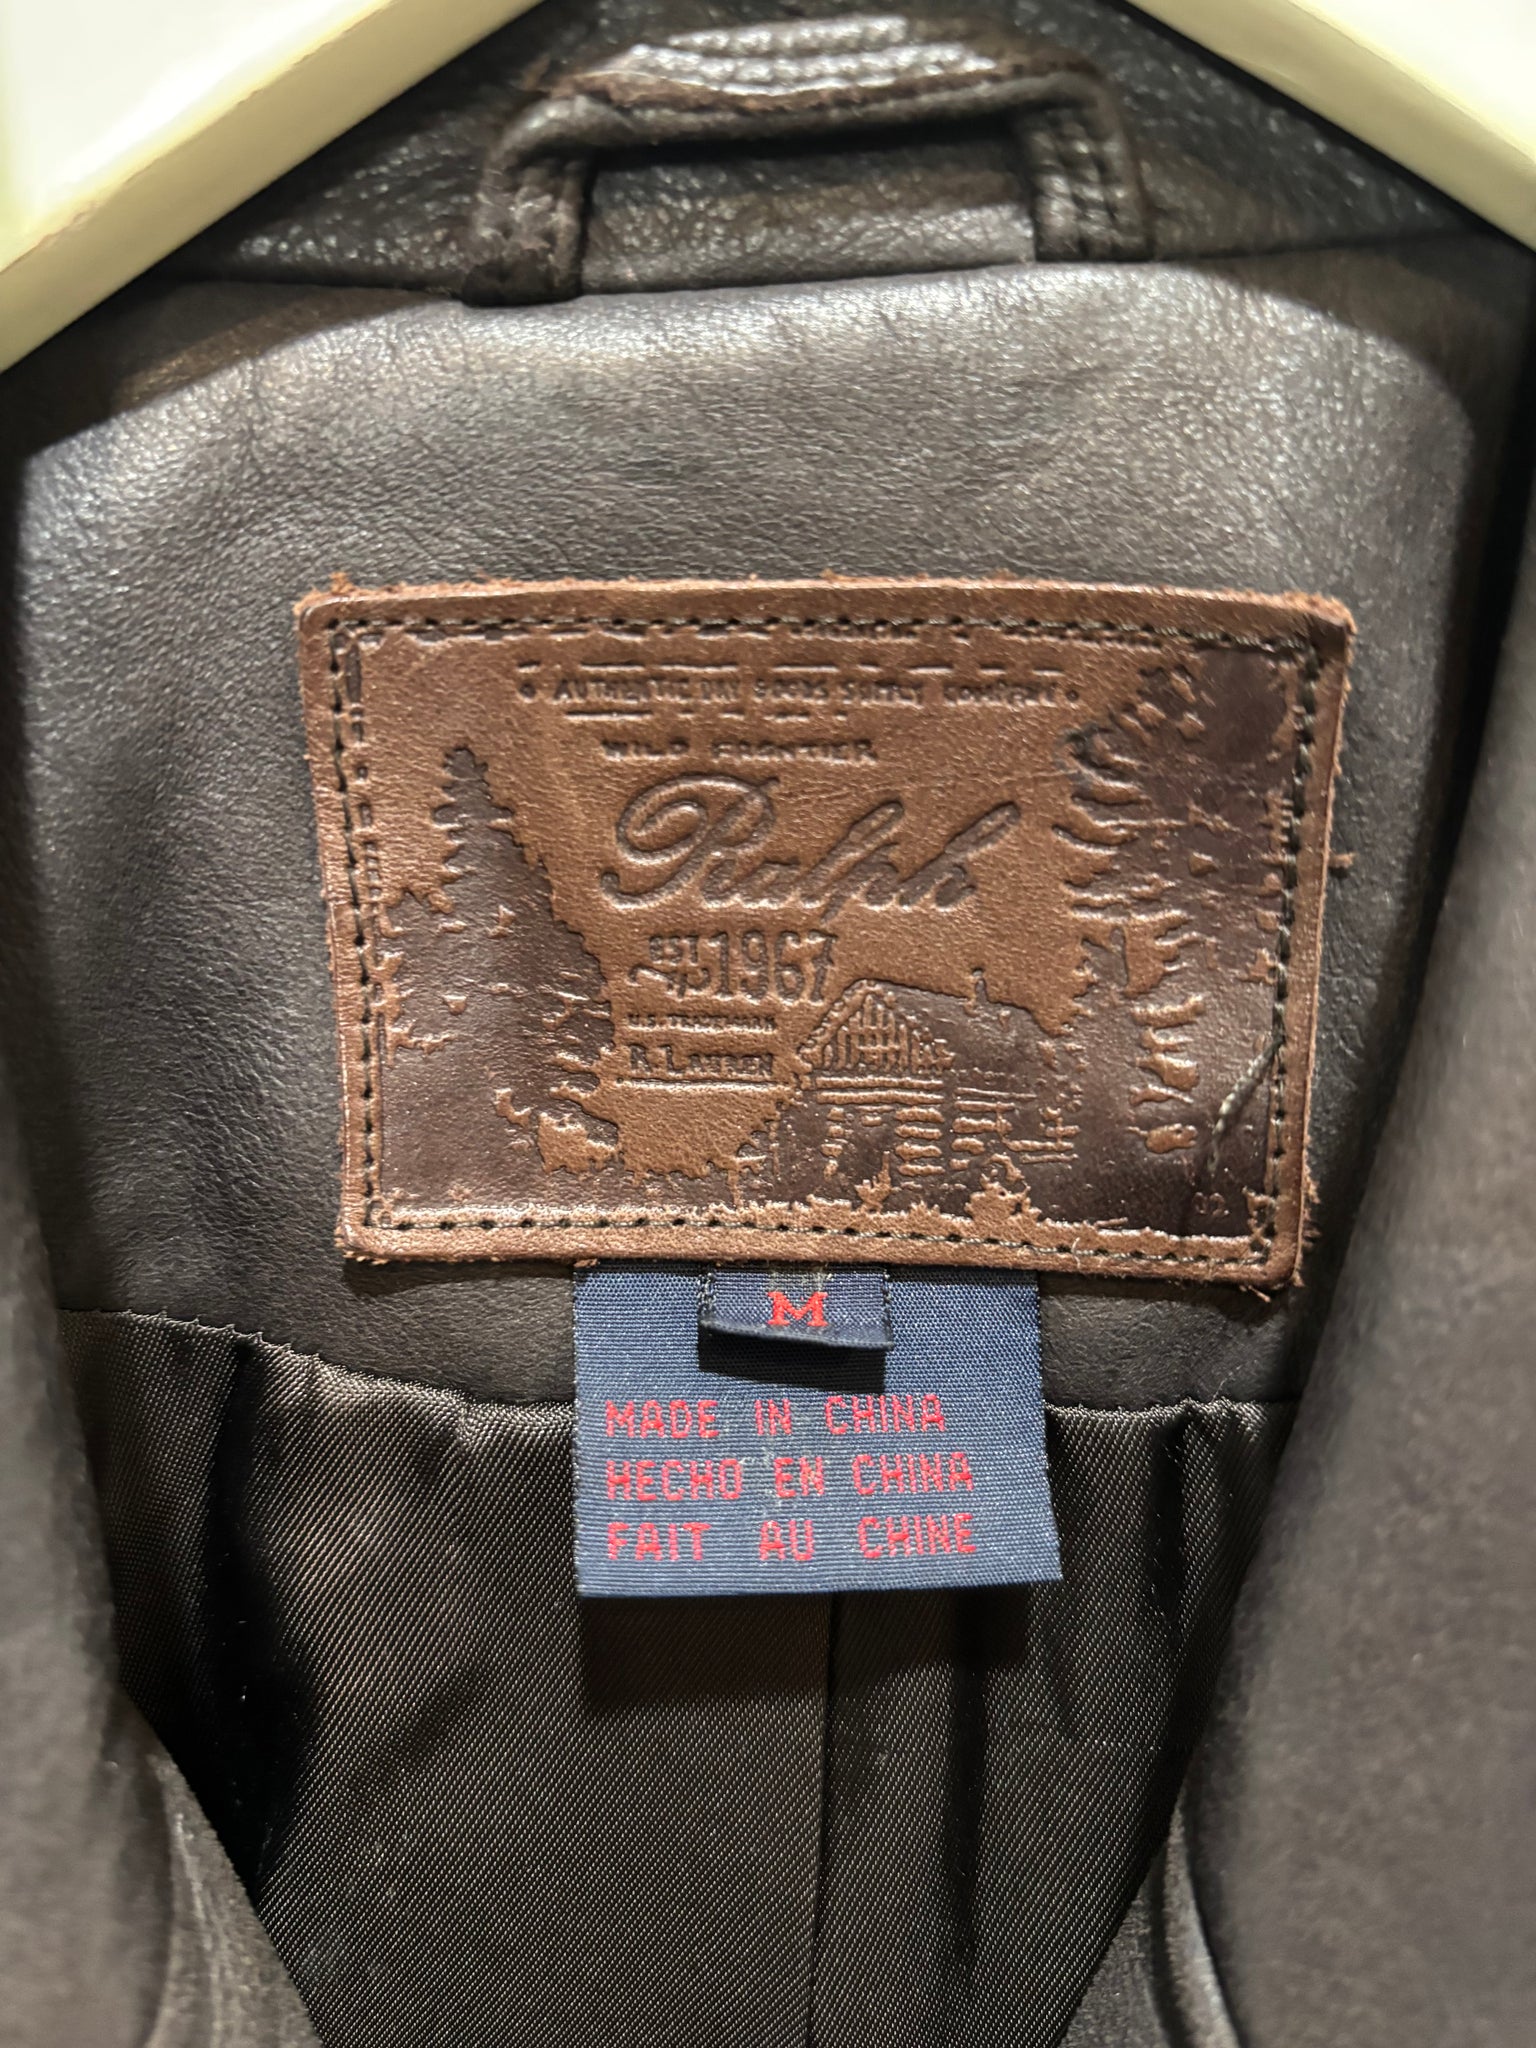 AUTHENTIC DRY GOODS SUPPLY COMPANY
WILD FRONTIER
Ralph
EST 1967
U.S. TRADEMARK
R. LAUREN
M
MADE IN CHINA
HECHO EN CHINA
FAIT AU CHINE